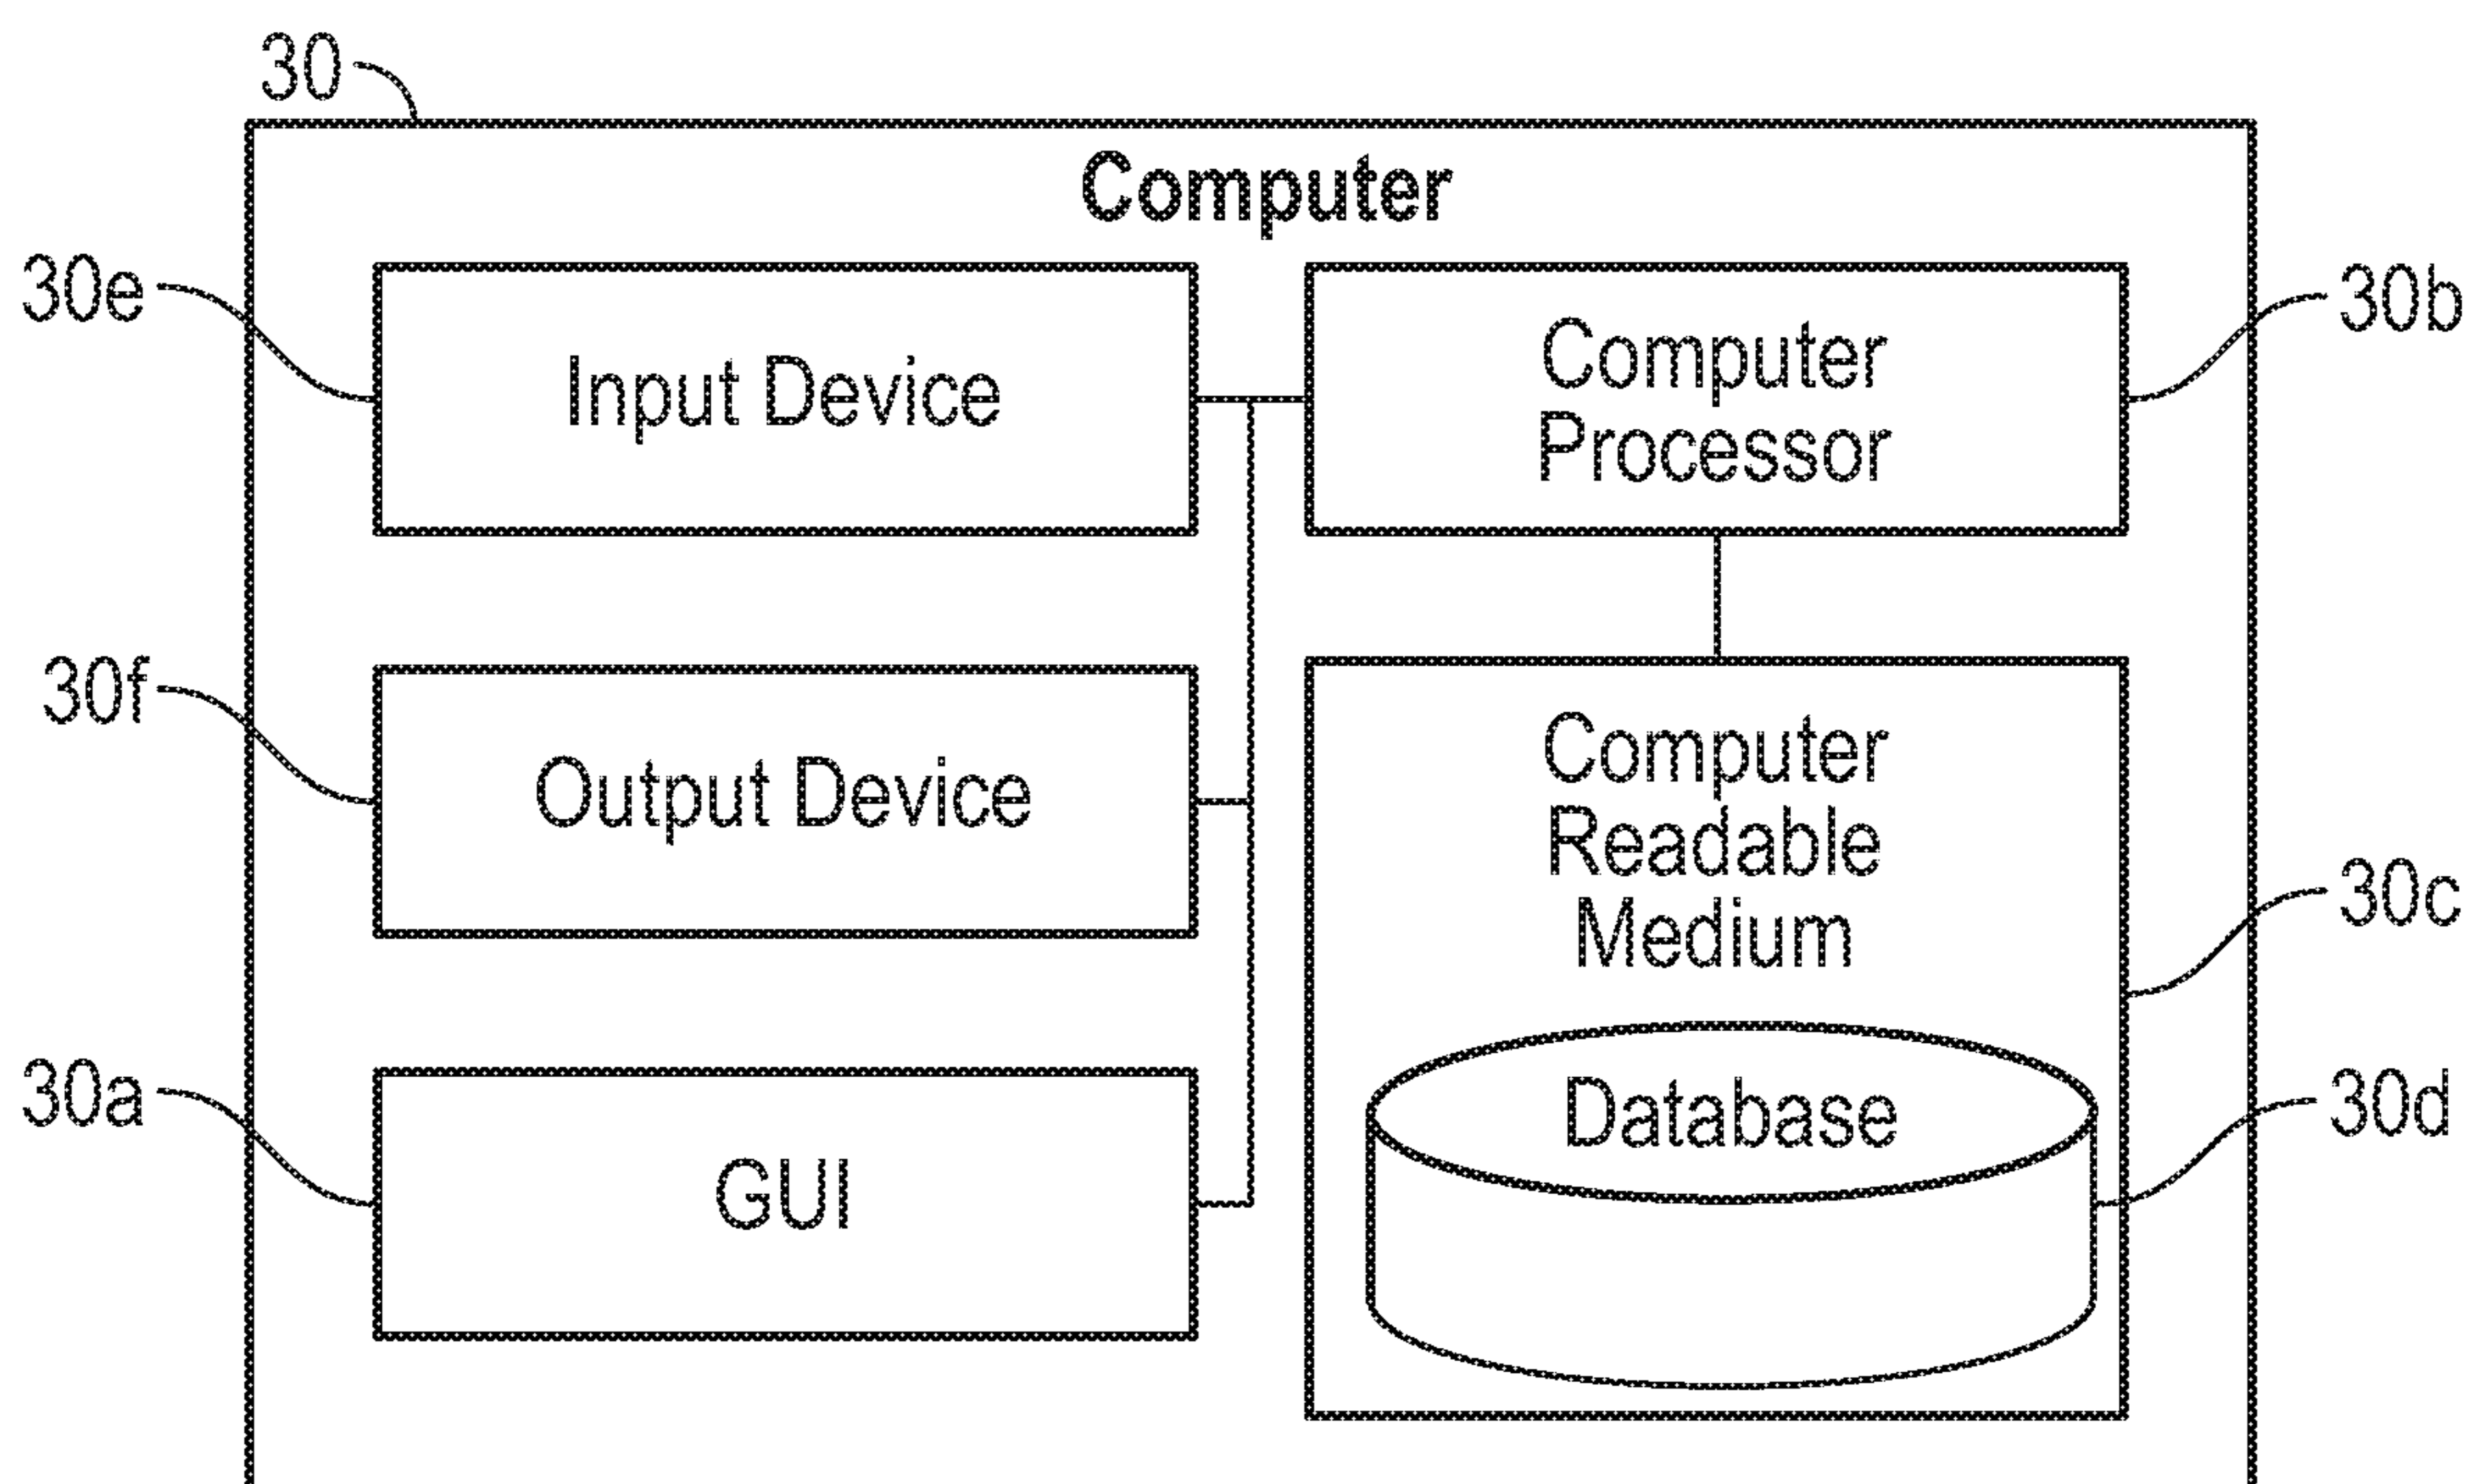 30
Computer
30e
Input Device
Computer
Processor
30b
30f
Output Device
Computer
Readable
Medium
30c
30a
GUI
Database
30d